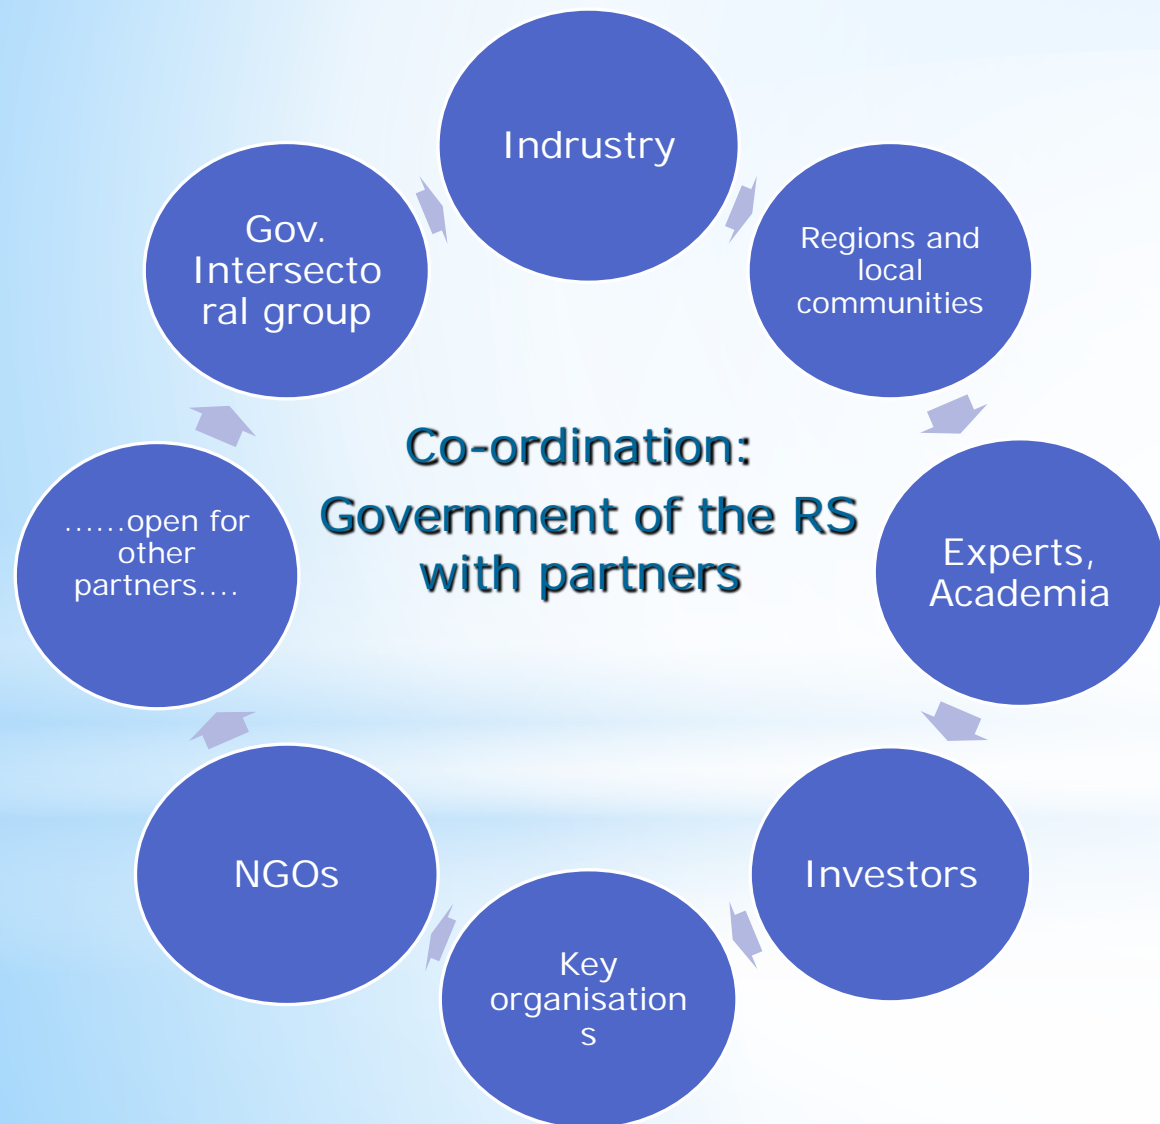 Indrustry
Regions and
local
communities
Experts,
Academia
Investors
Key
organisation
s
NGOs
......open for
other
partners....
Gov.
Intersecto
ral group
Co-ordination:
Government of the RS
with partners